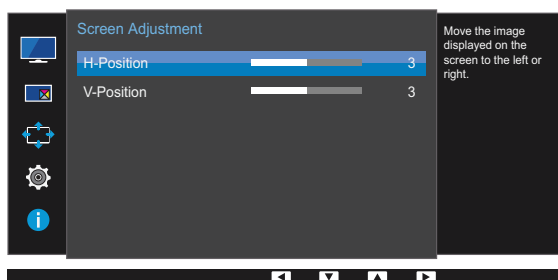 Screen Adjustment
H-Position 3
V-Position 3
Move the image
displayed on the
screen to the left or
right.